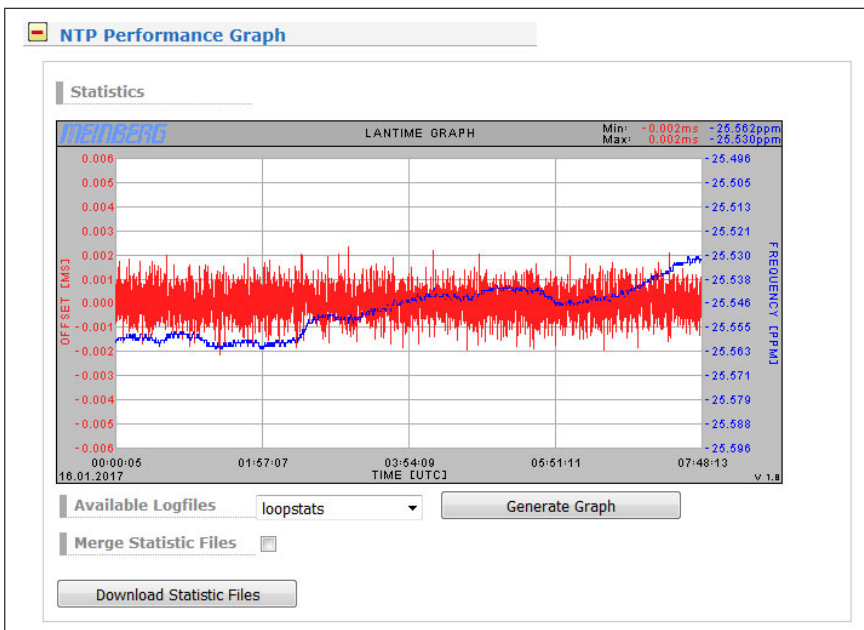 NTP Performance Graph
Statistics
MEINBERG
LANTIME GRAPH
Min: -0.002ms -25.562ppm
Max: 0.002ms -25.530ppm
0.006
0.005
0.004
0.003
0.002
0.001
0.000
-0.001
-0.002
-0.003
-0.004
-0.005
-0.006
OFFSET [MS]
-25.496
-25.505
-25.513
-25.521
-25.530
-25.538
-25.546
-25.555
-25.563
-25.571
-25.579
-25.588
-25.596
FREQUENCY [PPM]
00:00:05 01:57:07 03:54:09 05:51:11 07:48:13
16.01.2017 TIME [UTC] V 1.8
Available Logfiles loopstats Generate Graph
Merge Statistic Files
Download Statistic Files